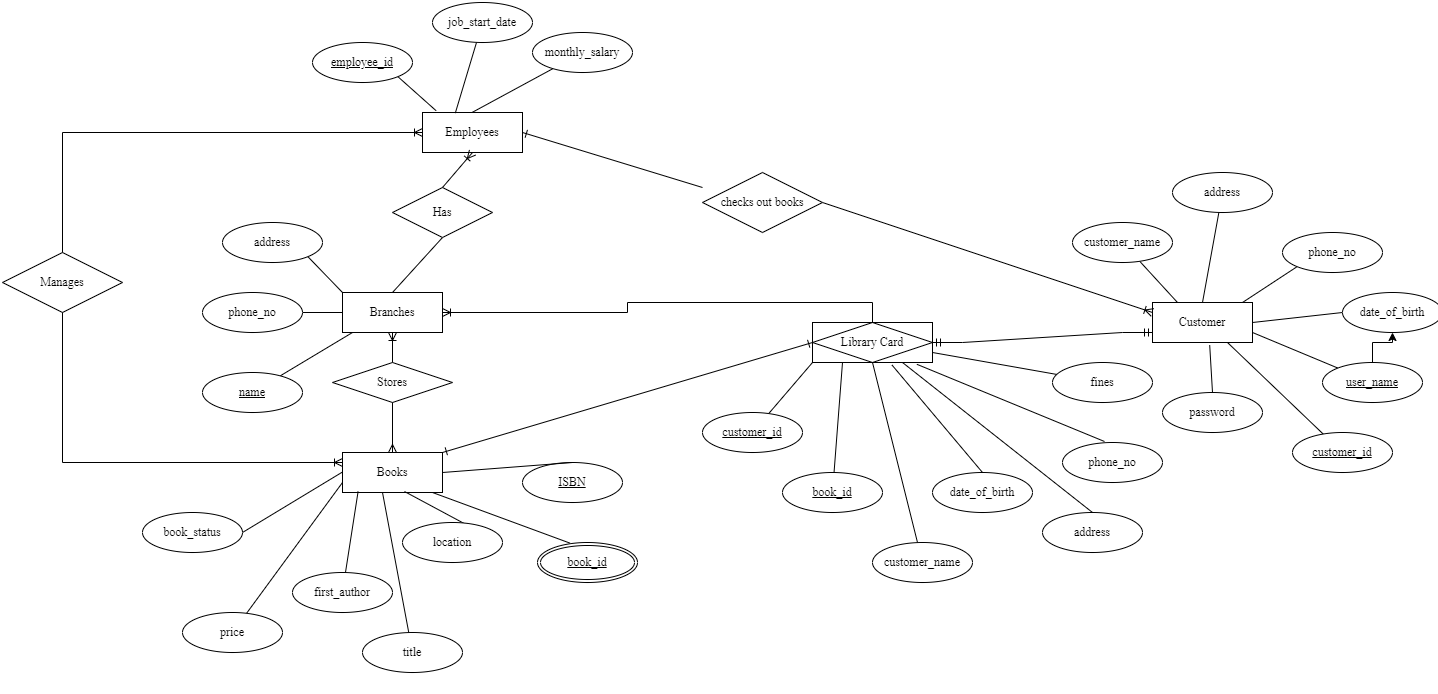 job_start_date
monthly_salary
employee_id
Employees
address
customer_name
checks out books
Has
address
phone_no
Manages
phone_no
Branches
date_of_birth
Customer
Library Card
Stores
name
fines
user_name
password
customer_id
customer_id
phone_no
Books
ISBN
book_id
date_of_birth
book_status
location
address
book_id
customer_name
first_author
price
title